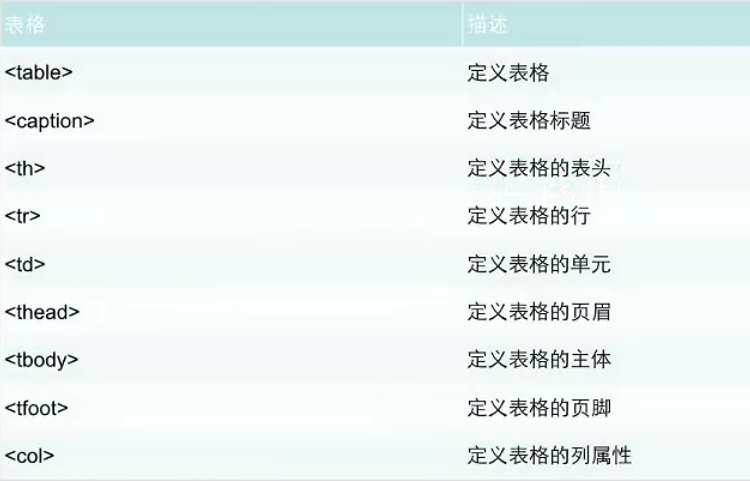 表格 描述
<table> 定义表格
<caption> 定义表格标题
<th> 定义表格的表头
<tr> 定义表格的行
<td> 定义表格的单元
<thead> 定义表格的页眉
<tbody> 定义表格的主体
<tfoot> 定义表格的页脚
<col> 定义表格的列属性